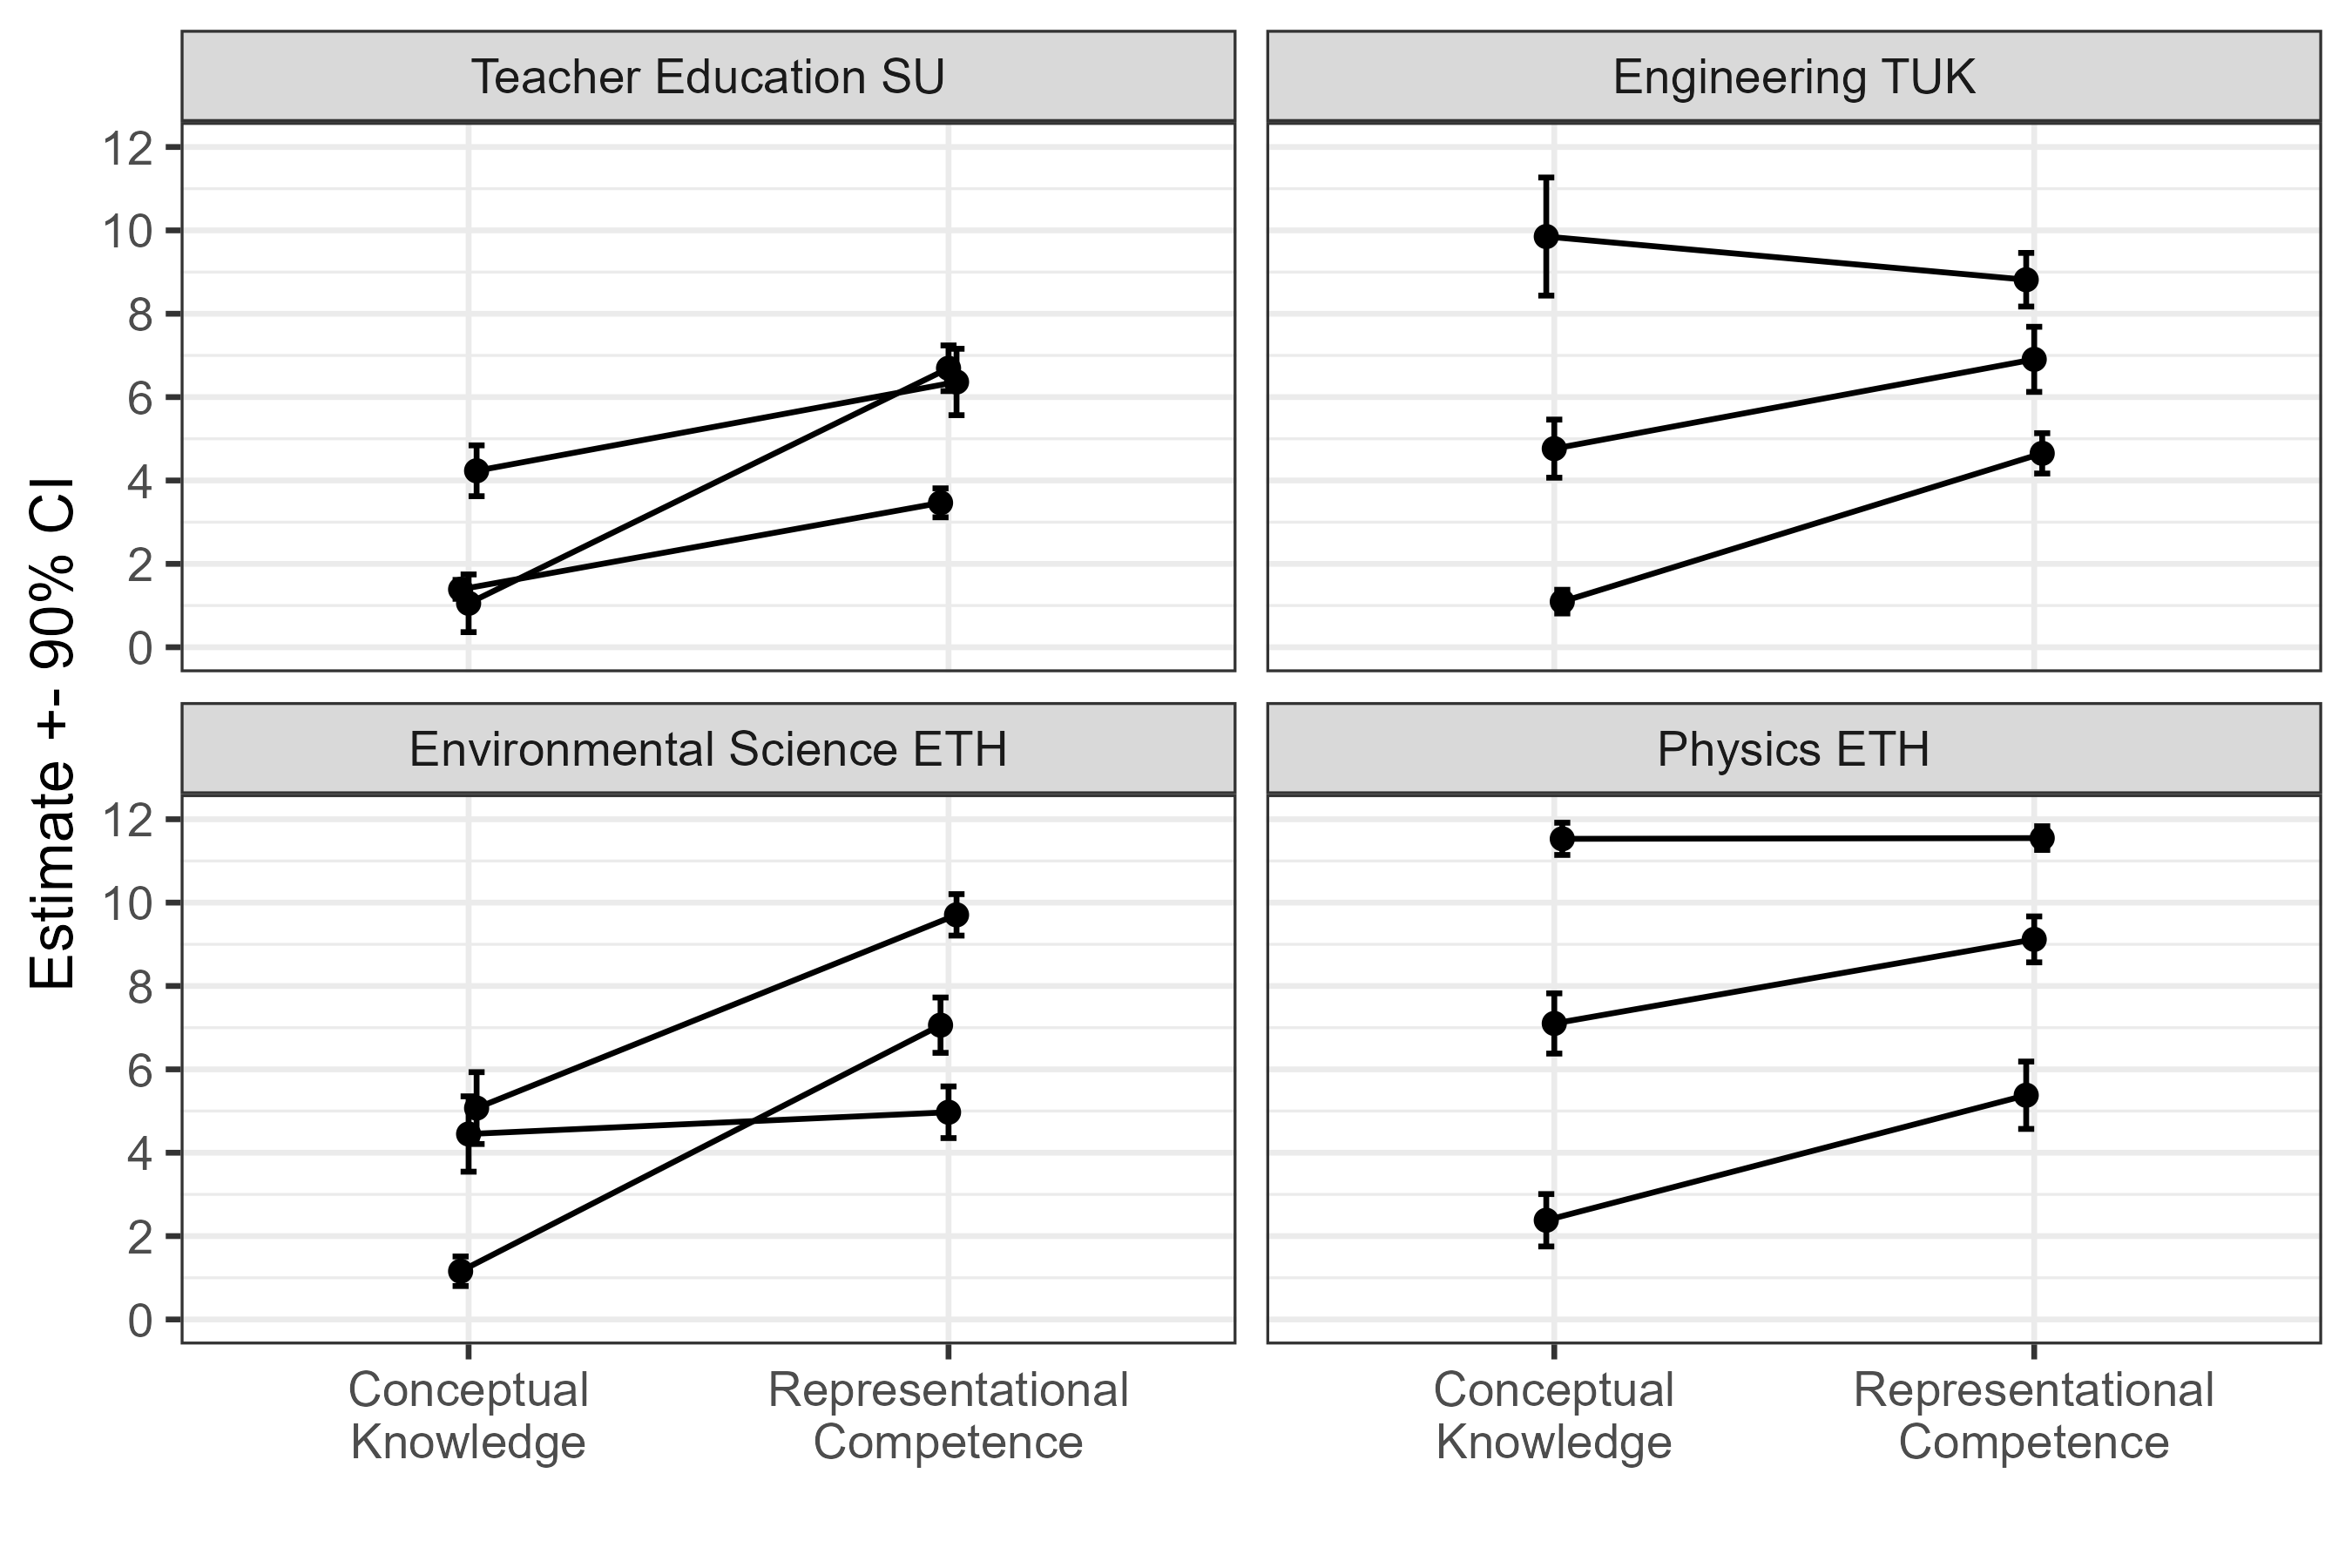 Estimate +- 90% CI
Teacher Education SU
Engineering TUK
12
10
8
6
4
2
0
Environmental Science ETH
Physics ETH
12
10
8
6
4
2
0
Conceptual
Knowledge
Representational
Competence
Conceptual
Knowledge
Representational
Competence